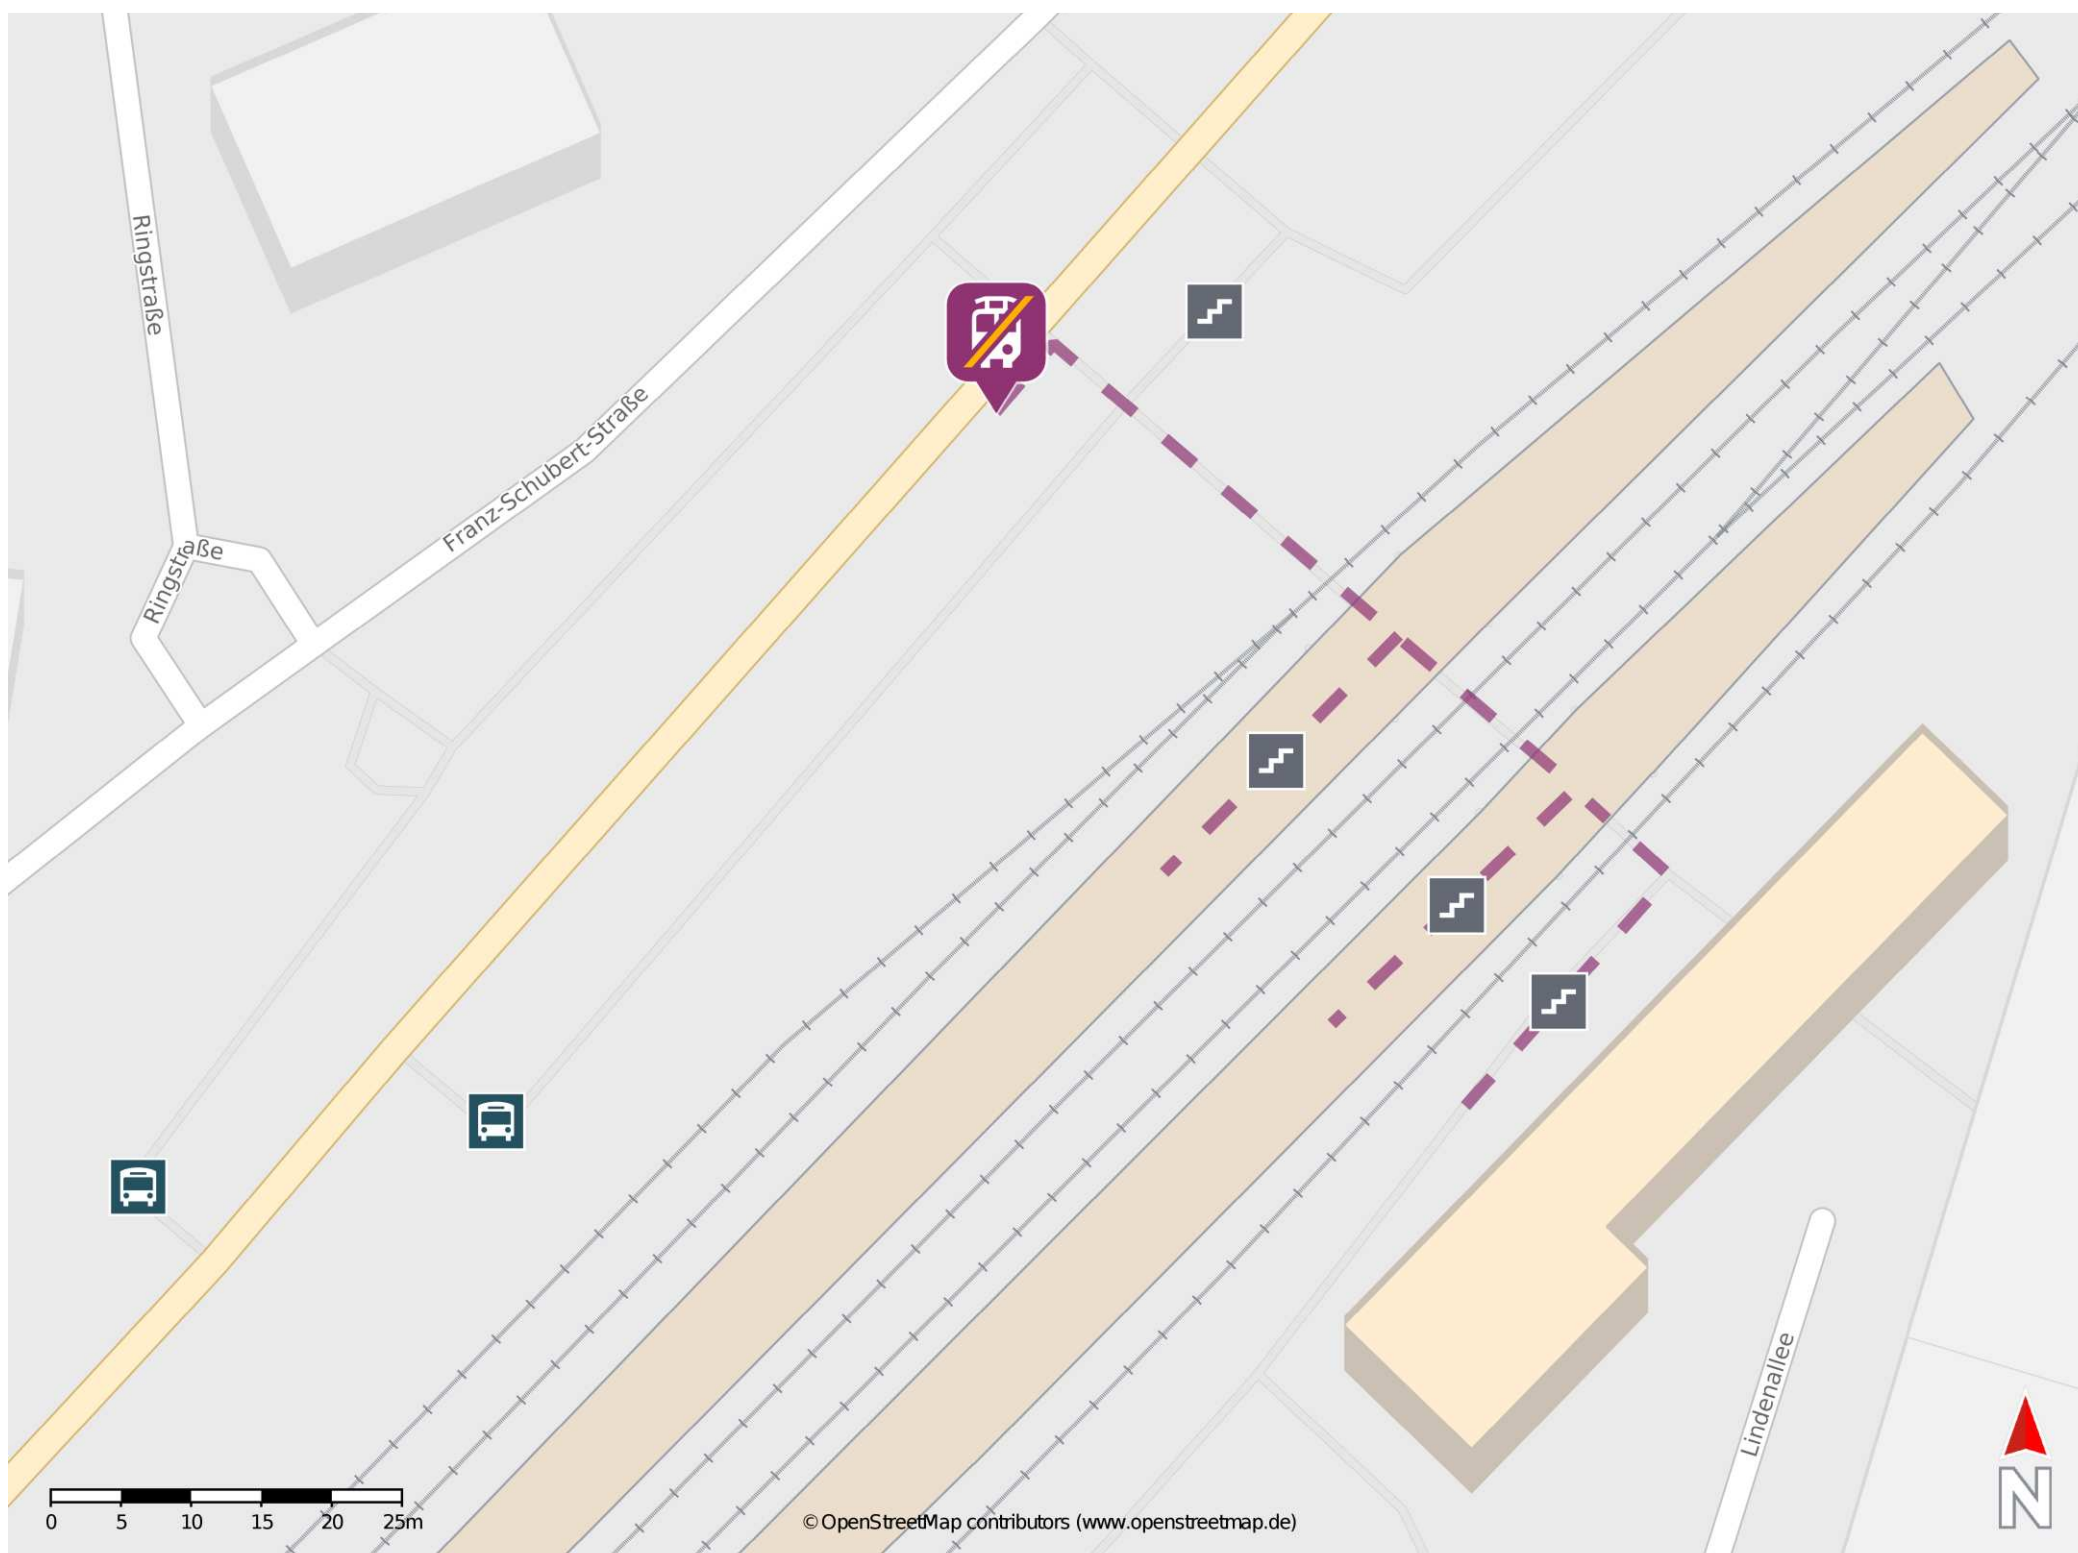 Ringstraße
Franz-Schubert-Straße
Ringstraße
Lindenallee
N
0 5 10 15 20 25m
© OpenStreetMap contributors (www.openstreetmap.de)